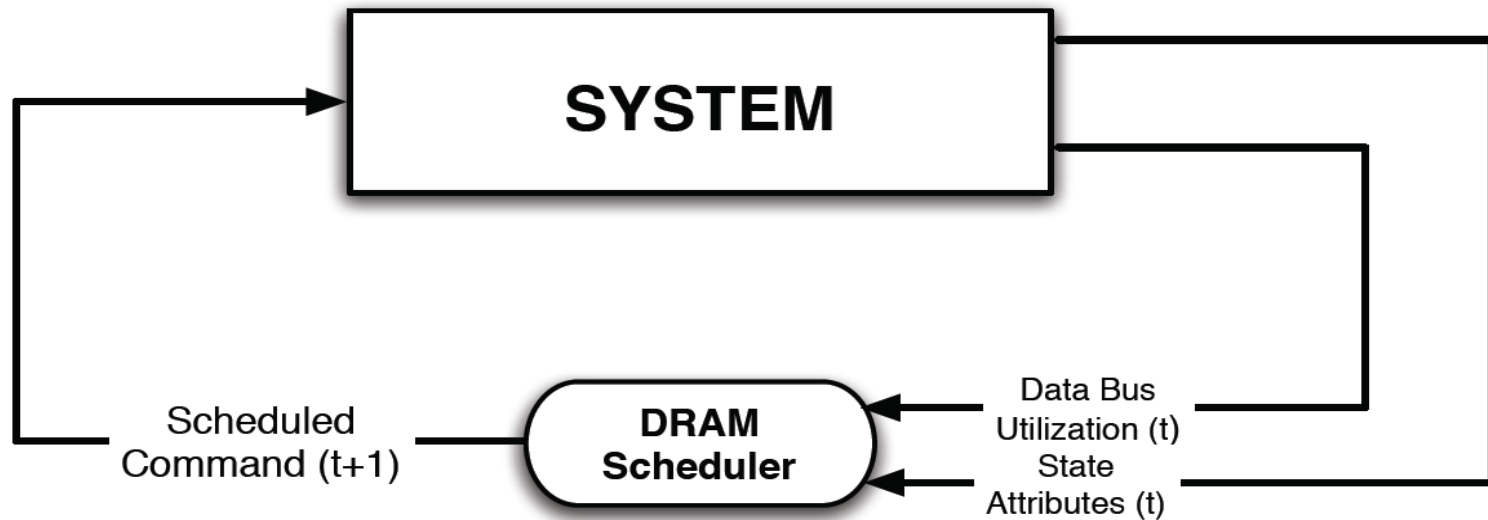 SYSTEM
Scheduled
Command (t+1)
DRAM
Scheduler
Data Bus
Utilization (t)
State
Attributes (t)